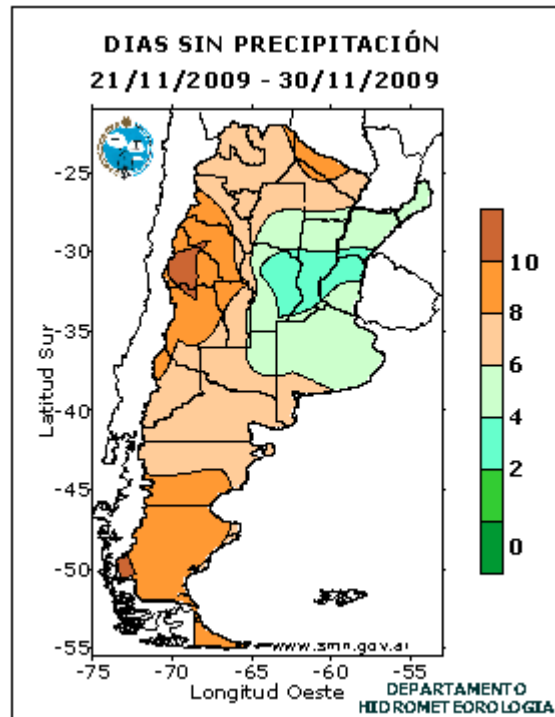 DIAS SIN PRECIPITACIÓN
21/11/2009 - 30/11/2009
-25
-30
-35
-40
-45
-50
-55
Latitud Sur
-75
-70
-65
-60
-55
Longitud Oeste
10
8
6
4
2
0
www.smn.gov.ar
DEPARTAMENTO
HIDROMETEOROLOGIA